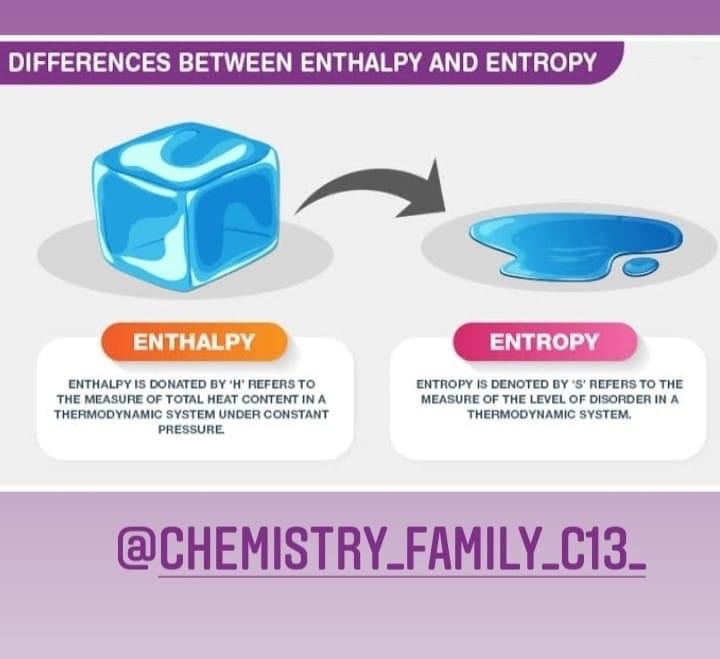 DIFFERENCES BETWEEN ENTHALPY AND ENTROPY
ENTHALPY
ENTHALPY IS DONATED BY 'H' REFERS TO
THE MEASURE OF TOTAL HEAT CONTENT IN A
THERMODYNAMIC SYSTEM UNDER CONSTANT
PRESSURE.
ENTROPY
ENTROPY IS DENOTED BY 'S' REFERS TO THE
MEASURE OF THE LEVEL OF DISORDER IN A
THERMODYNAMIC SYSTEM.
@CHEMISTRY_FAMILY_C13_